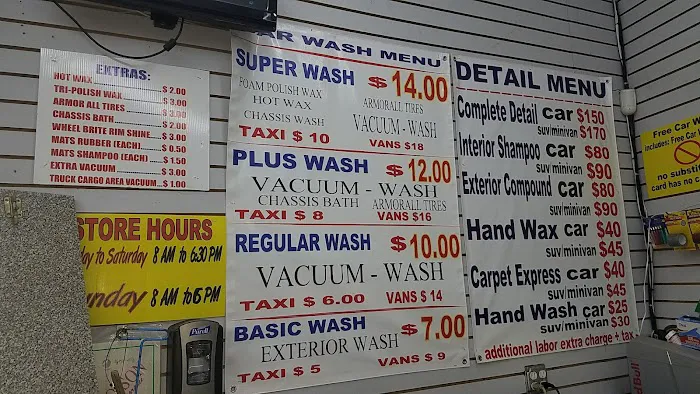 EXTRAS:
HOT WAX $ 2.00
TRI-POLISH WAX $ 3.00
ARMOR ALL TIRES $ 3.00
CHASSIS BATH $ 2.00
WHEEL BRITE RIM SHINE $ 3.00
MATS RUBBER (EACH) $ 0.50
MATS SHAMPOO (EACH) $ 1.50
EXTRA VACUUM $ 3.00
TRUCK CARGO AREA VACUUM $ 1.00
STORE HOURS
to Saturday 8 AM to 6:30 PM
8 AM to 5 PM
Purell
AR WASH MENU
SUPER WASH $ 14.00
FOAM POLISH WAX
HOT WAX ARMORALL TIRES
CHASSIS WASH VACUUM - WASH
TAXI $ 10 VANS $18
PLUS WASH $ 12.00
VACUUM - WASH
CHASSIS BATH ARMORALL TIRES
TAXI $ 8 VANS $16
REGULAR WASH $ 10.00
VACUUM - WASH
TAXI $ 6.00 VANS $ 14
BASIC WASH $ 7.00
EXTERIOR WASH
TAXI $ 5 VANS $ 9
DETAIL MENU
Complete Detail car $150
suv/minivan $170
Interior Shampoo car $80
suv/minivan $90
Exterior Compound car $80
suv/minivan $90
Hand Wax car $40
suv/minivan $45
Carpet Express car $40
suv/minivan $45
Hand Wash car $25
suv/minivan $30
additional labor extra charge + tax
Free Car W
Includes: Free Car
no substitu
card has no ca
RedBull